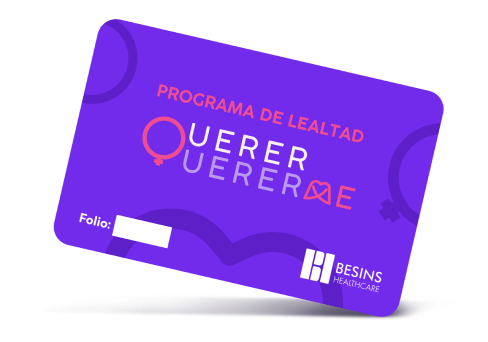 PROGRAMA DE LEALTAD
QUERER
QUERERME
Folio:
BESINS
HEALTHCARE